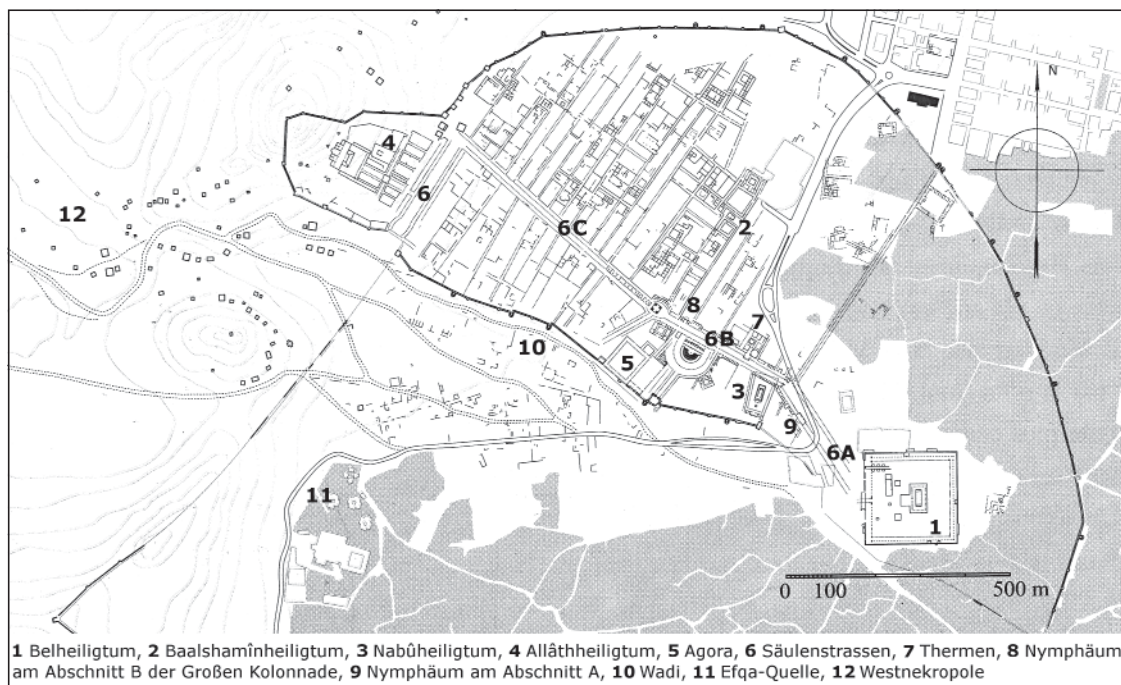 N
4
12
6
6C
2
8
7
6B
10
5
3
9
6A
11
1
0 100 500 m
1 Belheiligtum, 2 Baalshamînheiligtum, 3 Nabûheiligtum, 4 Allâthheiligtum, 5 Agora, 6 Säulenstrassen, 7 Thermen, 8 Nymphäum
am Abschnitt B der Großen Kolonnade, 9 Nymphäum am Abschnitt A, 10 Wadi, 11 Efqa-Quelle, 12 Westnekropole